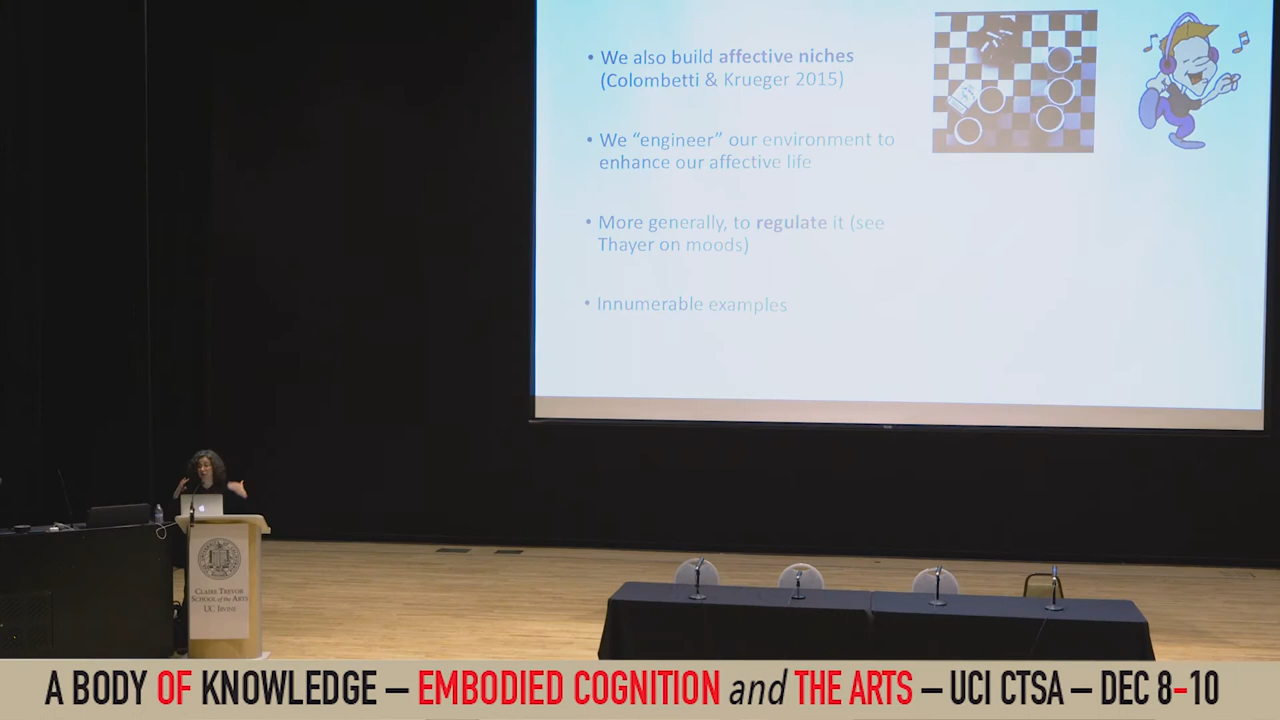 • We also build affective niches
(Colombetti & Krueger 2015)
• We “engineer” our environment to
enhance our affective life
• More generally, to regulate it (see
Thayer on moods)
• Innumerable examples
CLAIRE TREVOR
SCHOOL of the ARTS
UC IRVINE
A BODY OF KNOWLEDGE – EMBODIED COGNITION and THE ARTS – UCI CTSA – DEC 8-10